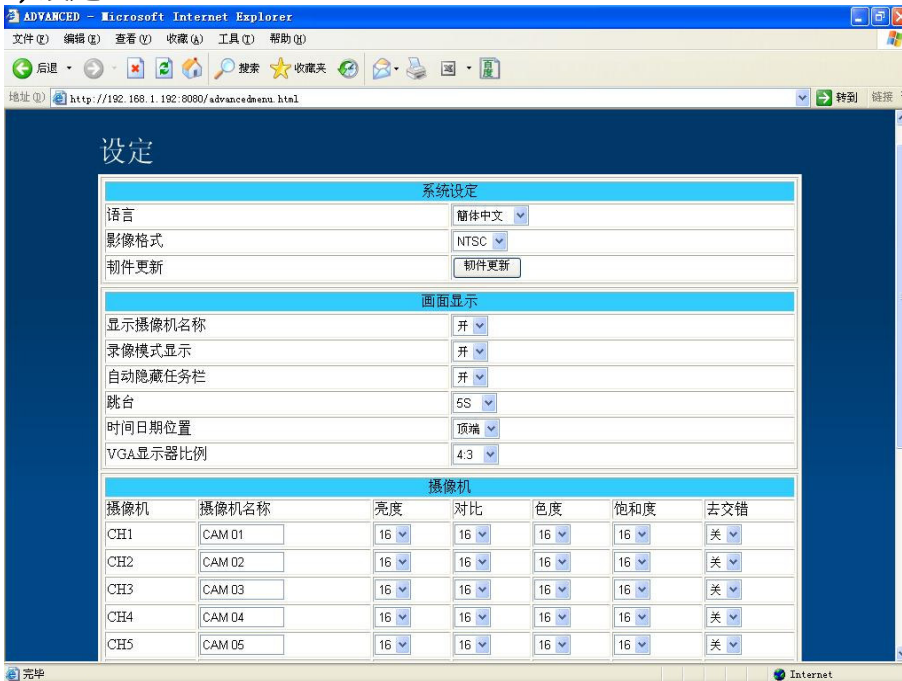 ADVANCED - Microsoft Internet Explorer
文件(F) 编辑(E) 查看(V) 收藏(A) 工具(T) 帮助(H)
后退 搜索 收藏夹
地址(D) http://192.168.1.192:8080/advancedmenu.html 转到 链接
设定
系统设定
语言 簡体中文
影像格式 NTSC
韧件更新 韧件更新
画面显示
显示摄像机名称 开
录像模式显示 开
自动隐藏任务栏 开
跳台 5S
时间日期位置 顶端
VGA显示器比例 4:3
摄像机
摄像机 摄像机名称 亮度 对比 色度 饱和度 去交错
CH1 CAM 01 16 16 16 16 关
CH2 CAM 02 16 16 16 16 关
CH3 CAM 03 16 16 16 16 关
CH4 CAM 04 16 16 16 16 关
CH5 CAM 05 16 16 16 16 关
完毕 Internet